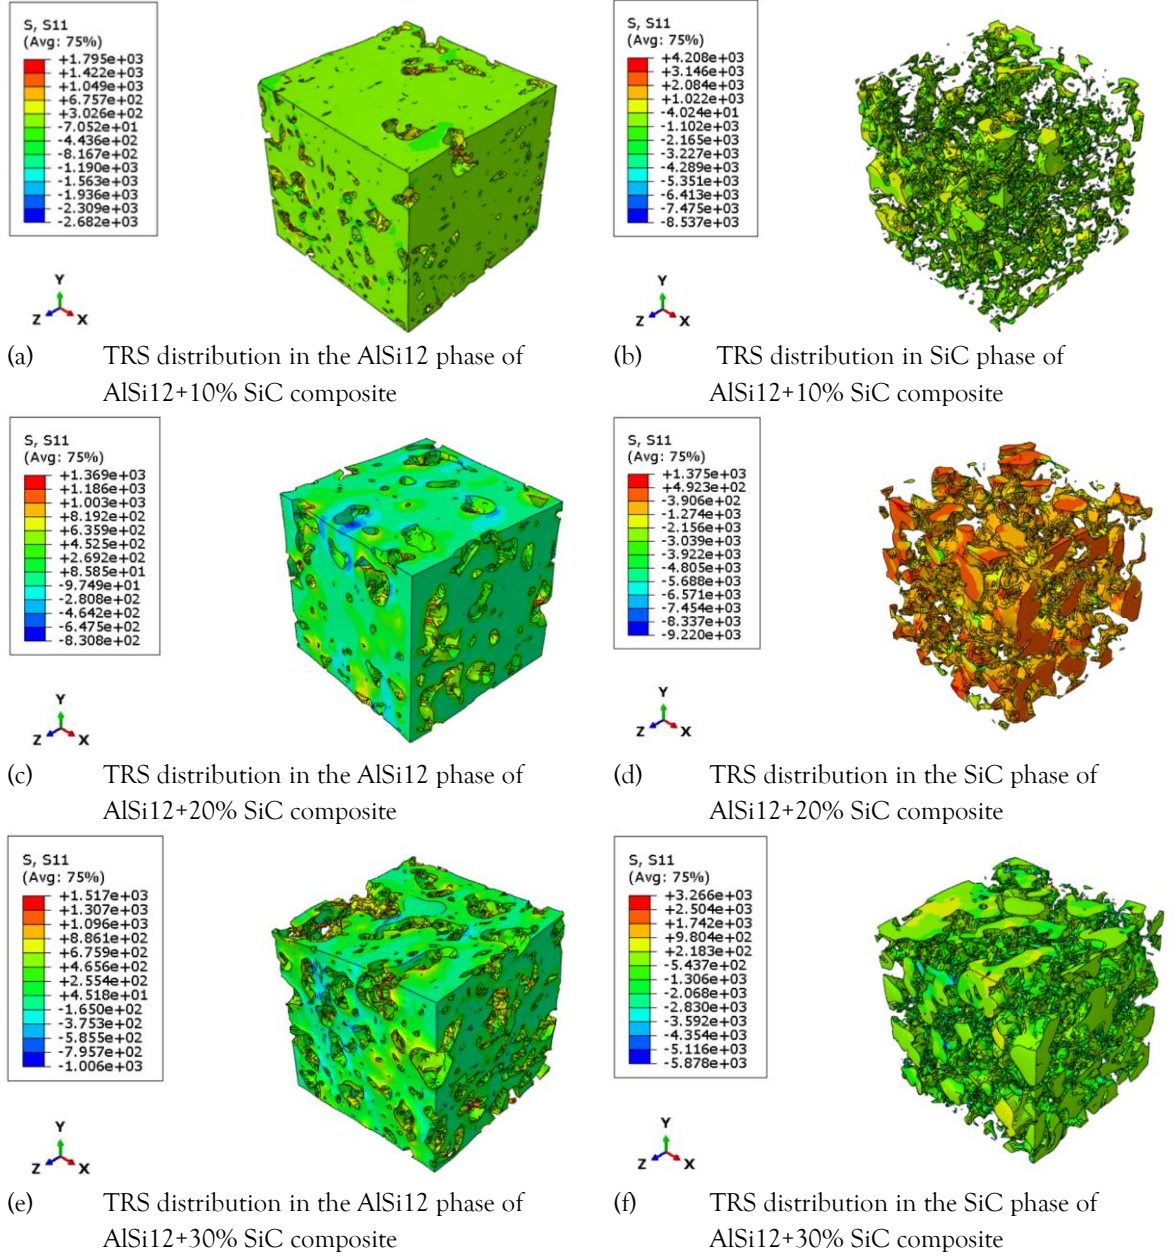 S, S11
(Avg: 75%)
+1.795e+03
+1.422e+03
+1.049e+03
+6.757e+02
+3.026e+02
-7.052e+01
-4.436e+02
-8.167e+02
-1.190e+03
-1.563e+03
-1.936e+03
-2.309e+03
-2.682e+03
Y
Z
X
S, S11
(Avg: 75%)
+4.208e+03
+3.146e+03
+2.084e+03
+1.022e+03
-4.024e+01
-1.102e+03
-2.165e+03
-3.227e+03
-4.289e+03
-5.351e+03
-6.413e+03
-7.475e+03
-8.537e+03
Y
Z
X
(a) TRS distribution in the AlSi12 phase of
AlSi12+10% SiC composite
(b) TRS distribution in SiC phase of
AlSi12+10% SiC composite
S, S11
(Avg: 75%)
+1.369e+03
+1.186e+03
+1.003e+03
+8.192e+02
+6.359e+02
+4.525e+02
+2.692e+02
+8.585e+01
-9.749e+01
-2.808e+02
-4.642e+02
-6.475e+02
-8.308e+02
Y
Z
X
S, S11
(Avg: 75%)
+1.375e+03
+4.923e+02
-3.906e+02
-1.274e+03
-2.156e+03
-3.039e+03
-3.922e+03
-4.805e+03
-5.688e+03
-6.571e+03
-7.454e+03
-8.337e+03
-9.220e+03
Y
Z
X
(c) TRS distribution in the AlSi12 phase of
AlSi12+20% SiC composite
(d) TRS distribution in the SiC phase of
AlSi12+20% SiC composite
S, S11
(Avg: 75%)
+1.517e+03
+1.307e+03
+1.096e+03
+8.861e+02
+6.759e+02
+4.656e+02
+2.554e+02
+4.518e+01
-1.650e+02
-3.753e+02
-5.855e+02
-7.957e+02
-1.006e+03
Y
Z
X
S, S11
(Avg: 75%)
+3.266e+03
+2.504e+03
+1.742e+03
+9.804e+02
+2.183e+02
-5.437e+02
-1.306e+03
-2.068e+03
-2.830e+03
-3.592e+03
-4.354e+03
-5.116e+03
-5.878e+03
Y
Z
X
(e) TRS distribution in the AlSi12 phase of
AlSi12+30% SiC composite
(f) TRS distribution in the SiC phase of
AlSi12+30% SiC composite